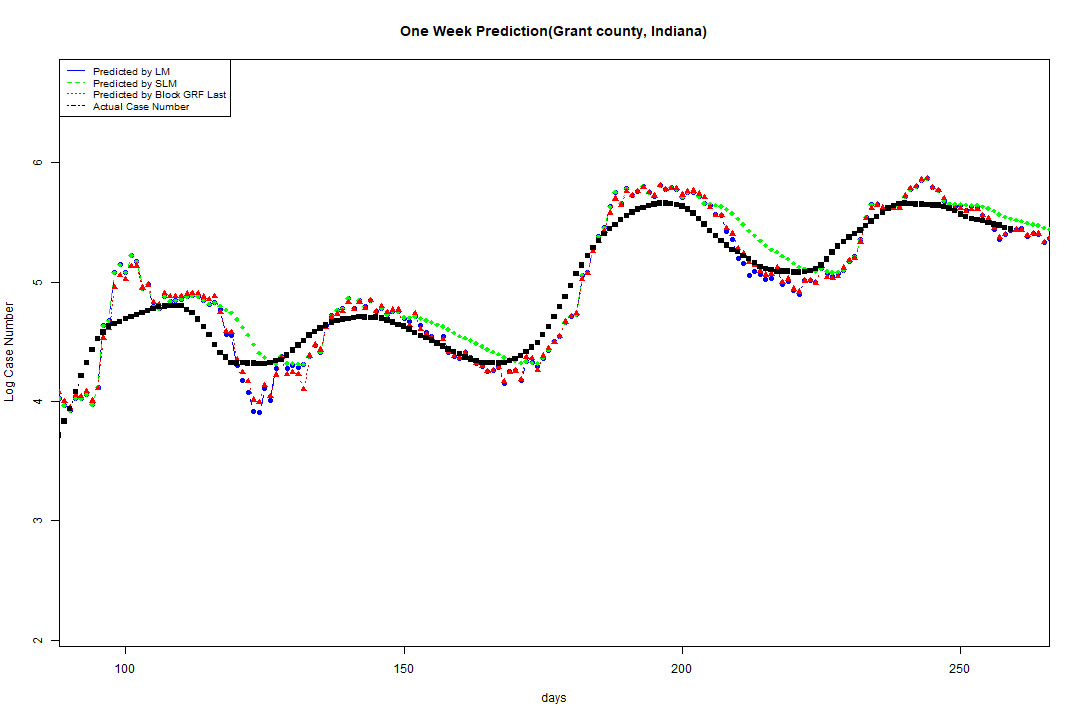 One Week Prediction(Grant county, Indiana)
Predicted by LM
Predicted by SLM
Predicted by Block GRF Last
Actual Case Number
6
5
4
3
2
Log Case Number
100 150 200 250
days